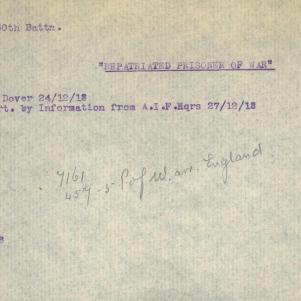 50th Battn.
"REPATRIATED PRISONER OF WAR"
Dover 24/12/18
rt. by Information from A.I.F.Hqrs 27/12/18
7161
457-5 P of W. arr. England